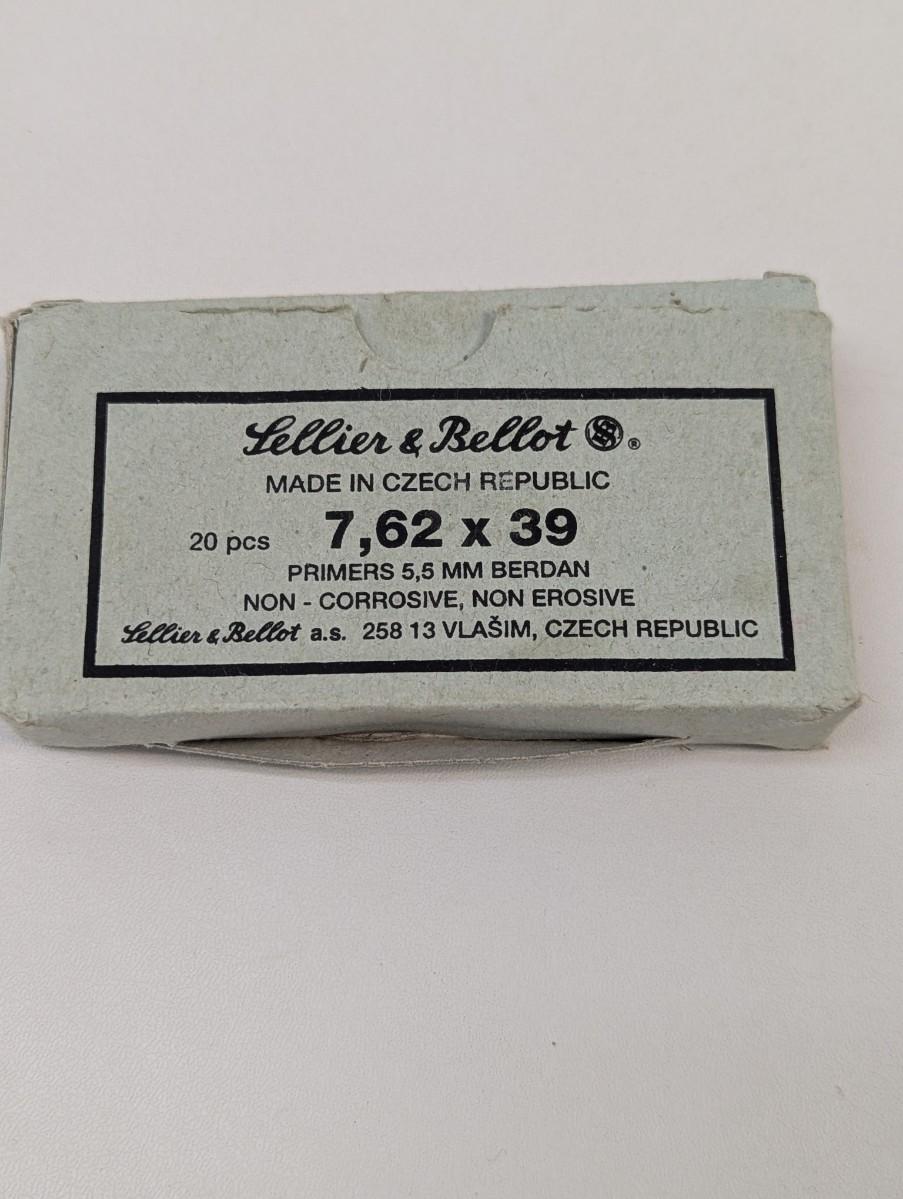 Sellier & Bellot ®
MADE IN CZECH REPUBLIC
20 pcs 7,62 x 39
PRIMERS 5,5 MM BERDAN
NON - CORROSIVE, NON EROSIVE
Sellier & Bellot a.s. 258 13 VLAŠIM, CZECH REPUBLIC